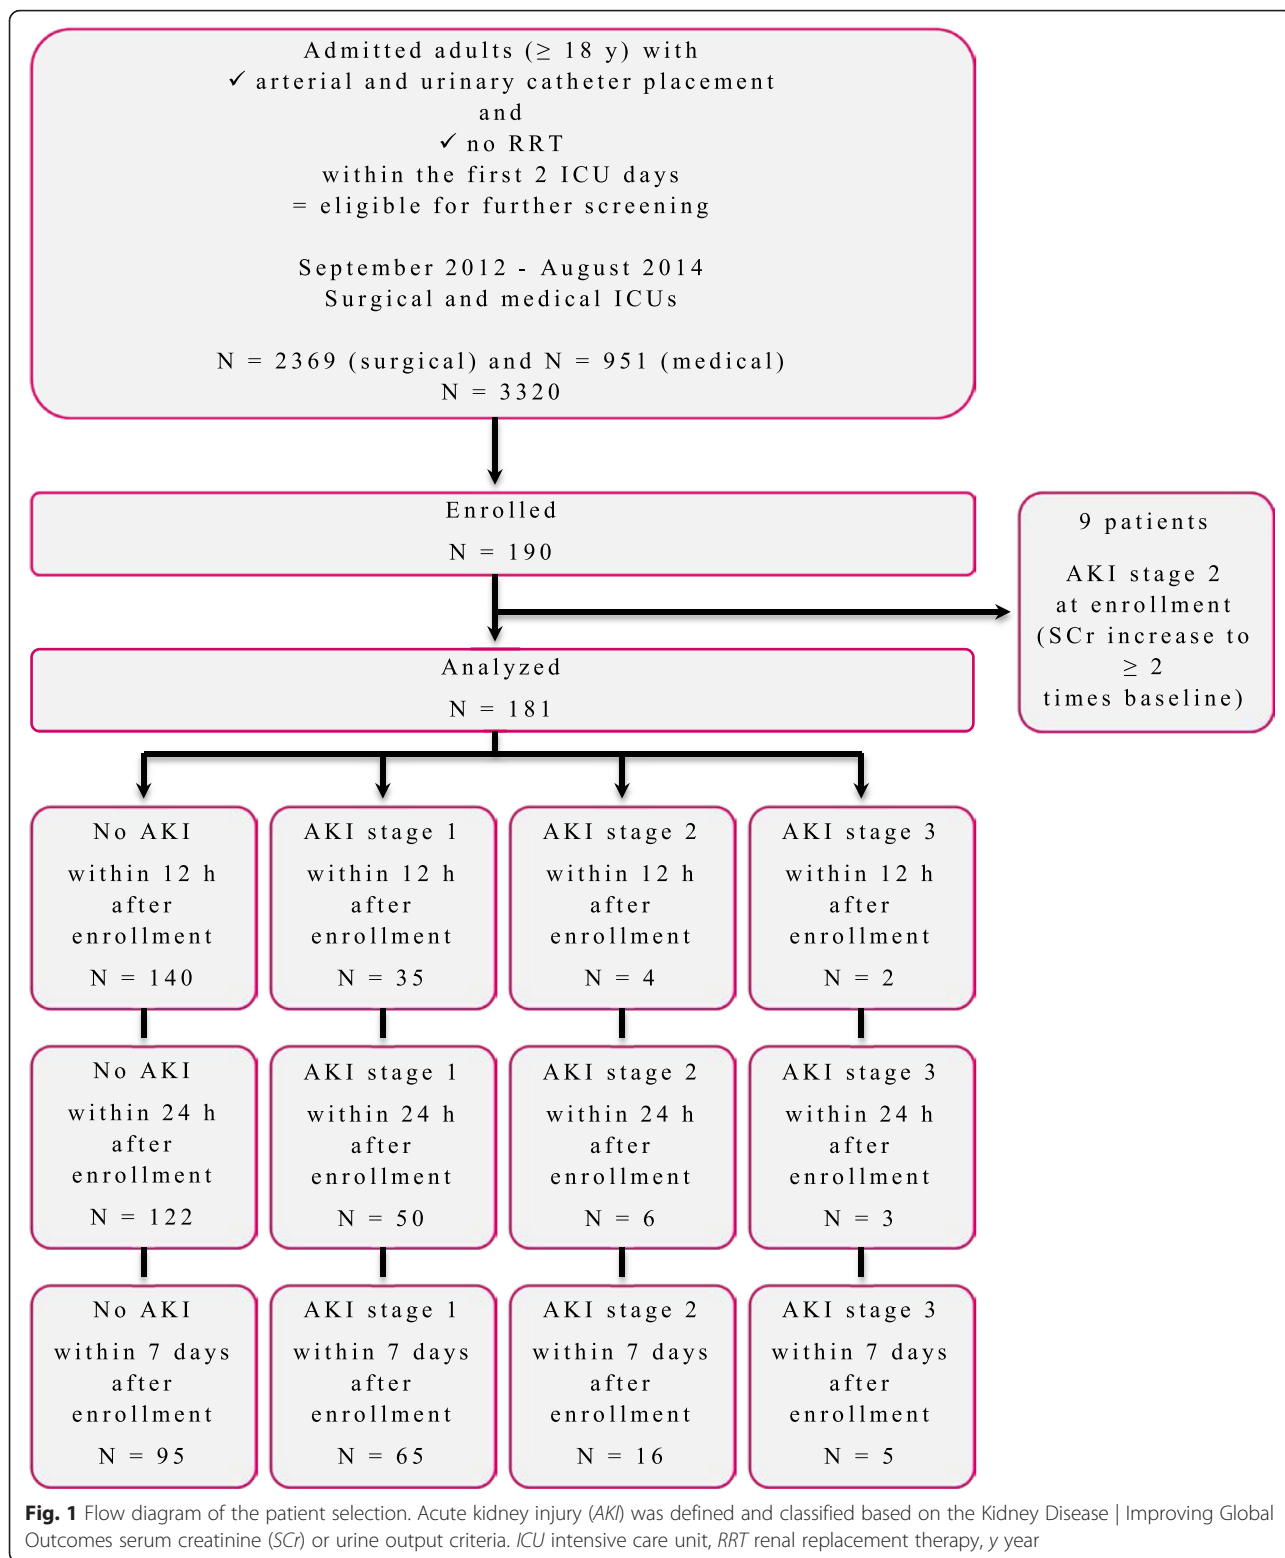 Admitted adults (≥ 18 y) with
✓ arterial and urinary catheter placement
and
✓ no RRT
within the first 2 ICU days
= eligible for further screening
September 2012 - August 2014
Surgical and medical ICUs
N = 2369 (surgical) and N = 951 (medical)
N = 3320
Enrolled
N = 190
9 patients
AKI stage 2
at enrollment
(SCr increase to
≥ 2
times baseline)
Analyzed
N = 181
No AKI
within 12 h
after
enrollment
N = 140
AKI stage 1
within 12 h
after
enrollment
N = 35
AKI stage 2
within 12 h
after
enrollment
N = 4
AKI stage 3
within 12 h
after
enrollment
N = 2
No AKI
within 24 h
after
enrollment
N = 122
AKI stage 1
within 24 h
after
enrollment
N = 50
AKI stage 2
within 24 h
after
enrollment
N = 6
AKI stage 3
within 24 h
after
enrollment
N = 3
No AKI
within 7 days
after
enrollment
N = 95
AKI stage 1
within 7 days
after
enrollment
N = 65
AKI stage 2
within 7 days
after
enrollment
N = 16
AKI stage 3
within 7 days
after
enrollment
N = 5
Fig. 1 Flow diagram of the patient selection. Acute kidney injury (AKI) was defined and classified based on the Kidney Disease | Improving Global
Outcomes serum creatinine (SCr) or urine output criteria. ICU intensive care unit, RRT renal replacement therapy, y year